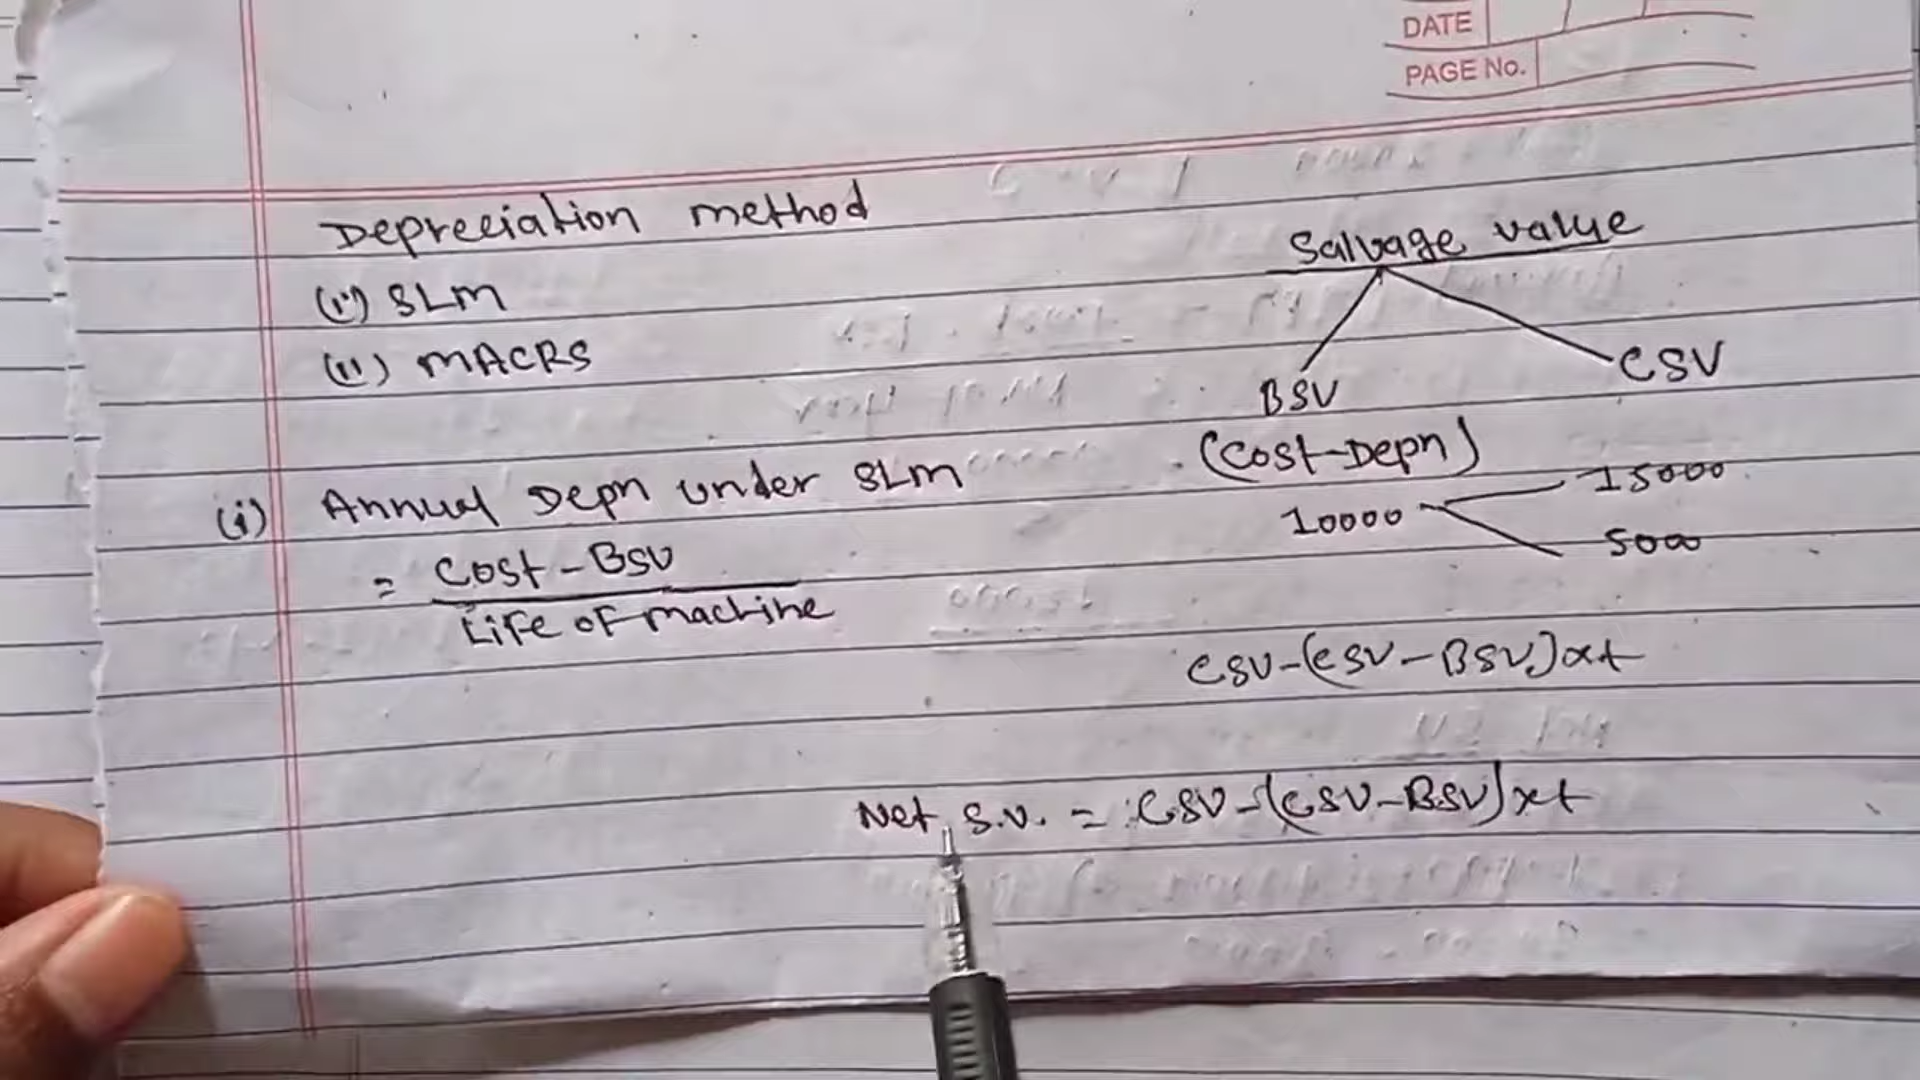 DATE
PAGE No.
Depreciation method
(i) SLM
(ii) MACRS
(i) Annual Depn under SLM
= Cost - BSV
Life of machine
Salvage value
BSV
CSV
(Cost-Depn)
10000
15000
5000
CSV-(CSV-BSV)xt
Net S.V. = CSV-(CSV-BSV)xt